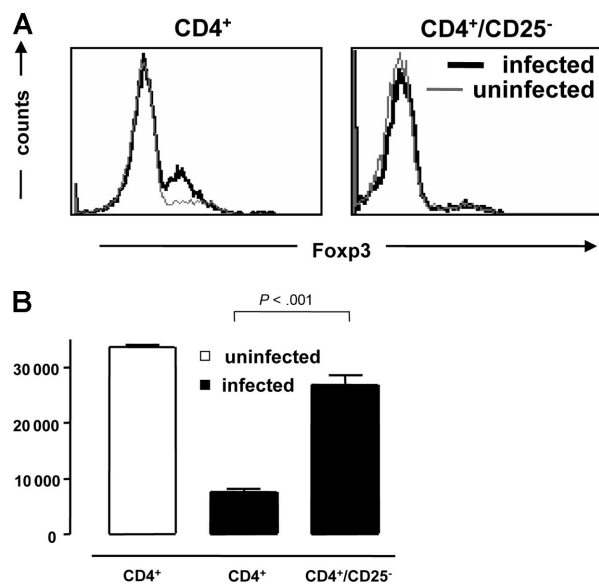 A
CD4⁺
CD4⁺/CD25⁻
counts
infected
uninfected
Foxp3
B
P < .001
30 000
20 000
10 000
0
uninfected
infected
CD4⁺
CD4⁺
CD4⁺/CD25⁻